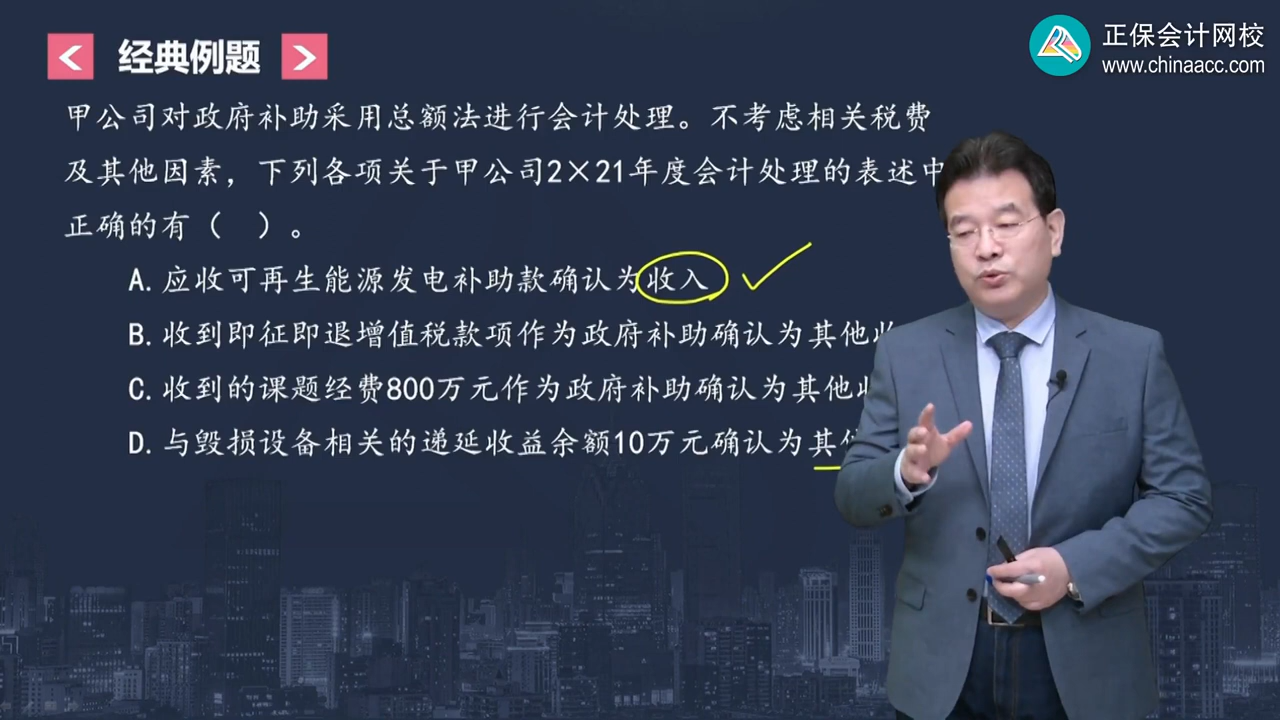 正保会计网校
www.chinaacc.com
经典例题
甲公司对政府补助采用总额法进行会计处理。不考虑相关税费
及其他因素，下列各项关于甲公司2×21年度会计处理的表述中
正确的有（ ）。
A. 应收可再生能源发电补助款确认为收入
B. 收到即征即退增值税款项作为政府补助确认为其他
C. 收到的课题经费800万元作为政府补助确认为其他
D. 与毁损设备相关的递延收益余额10万元确认为其